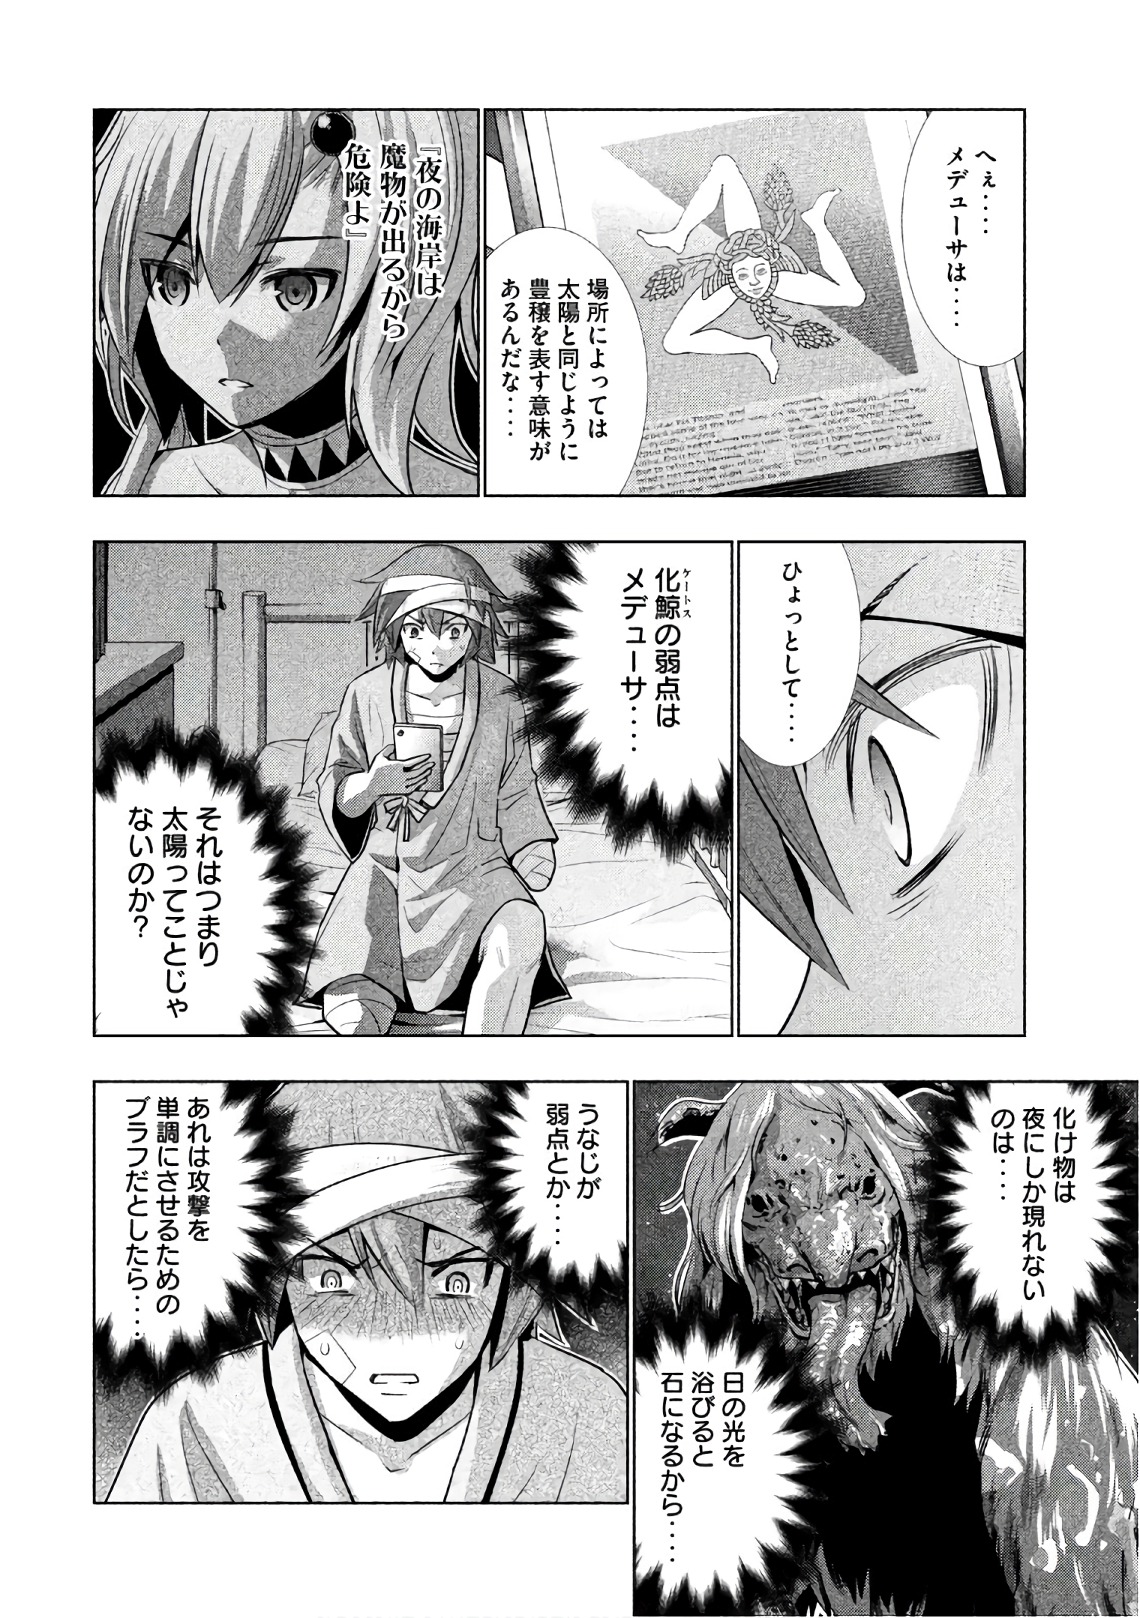 へぇ‥‥
メデューサは‥‥
場所によっては
太陽と同じように
豊穣を表す意味が
あるんだな‥‥
『夜の海岸は
魔物が出るから
危険よ』
ひょっとして‥‥
化鯨の弱点は
ケートス
メデューサ‥‥
それはつまり
太陽ってことじゃ
ないのか？
化け物は
夜にしか現れない
のは‥‥
日の光を
浴びると
石になるから‥‥
うなじが
弱点とか‥‥
あれは攻撃を
単調にさせるための
ブラフだとしたら‥‥